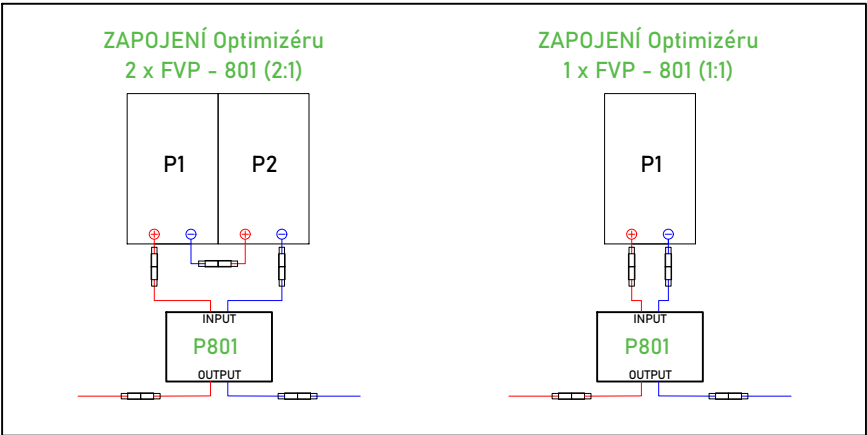 ZAPOJENÍ Optimizéru
2 x FVP - 801 (2:1)
P1
P2
+
−
+
−
INPUT
P801
OUTPUT
ZAPOJENÍ Optimizéru
1 x FVP - 801 (1:1)
P1
+
−
INPUT
P801
OUTPUT